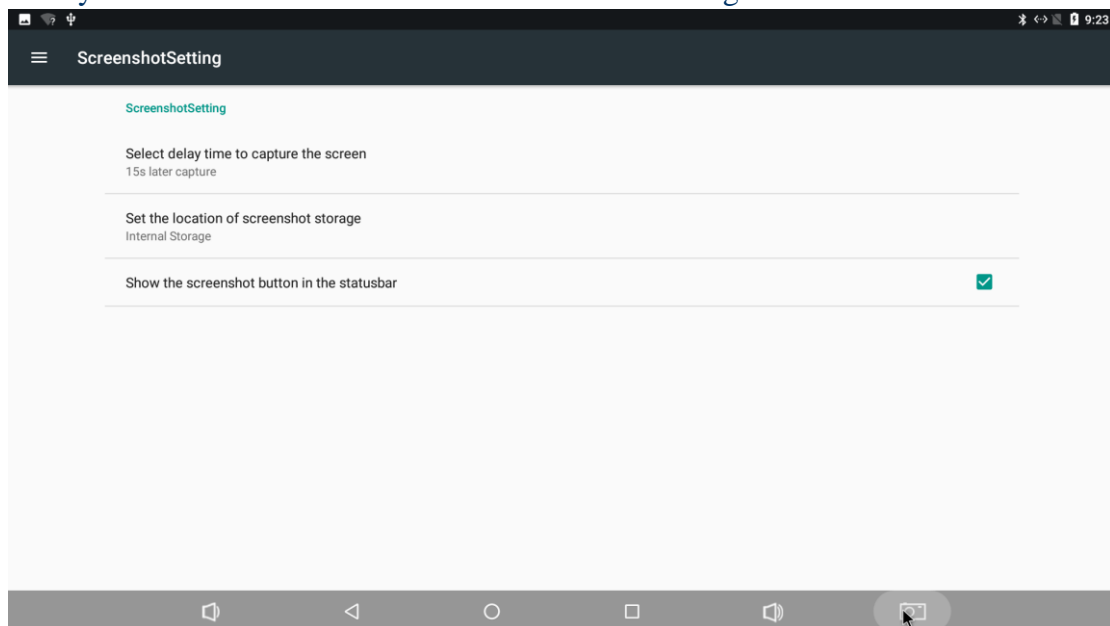 9:23
ScreenshotSetting
ScreenshotSetting
Select delay time to capture the screen
15s later capture
Set the location of screenshot storage
Internal Storage
Show the screenshot button in the statusbar